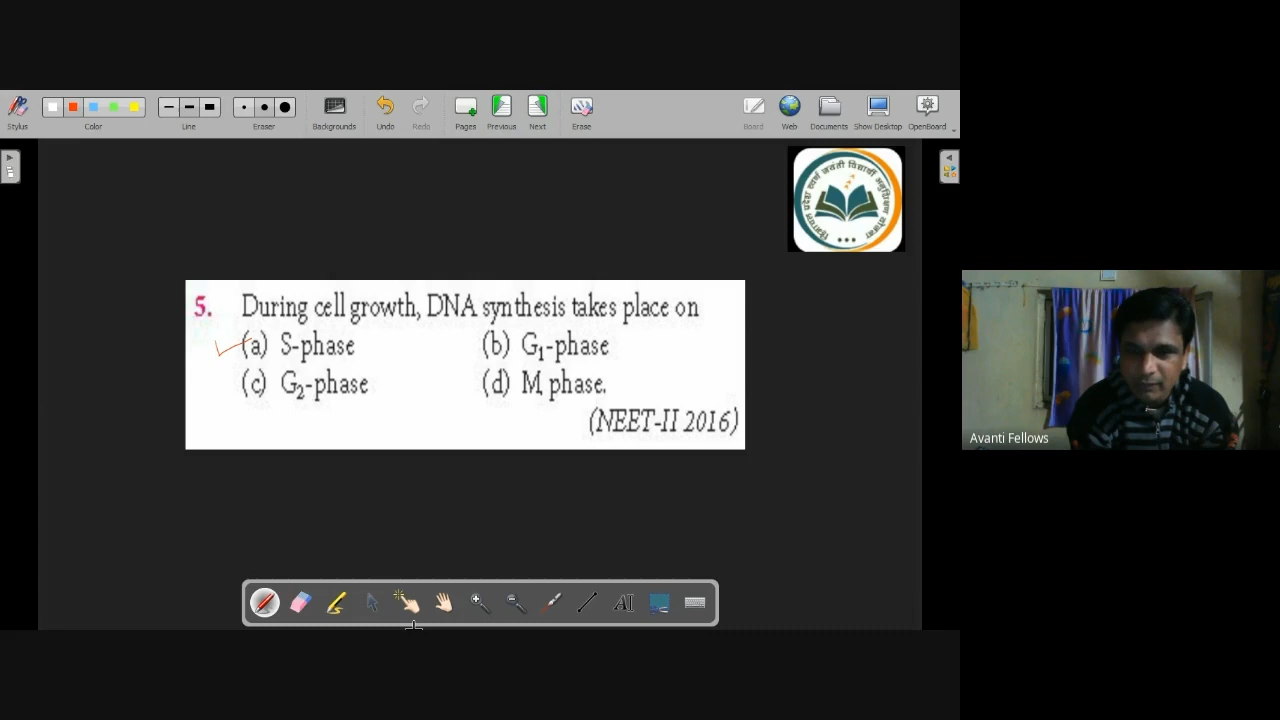 Stylus
Color
Line
Eraser
Backgrounds
Undo
Redo
Pages
Previous
Next
Erase
Board
Web
Documents
Show Desktop
OpenBoard
5. During cell growth, DNA synthesis takes place on
(a) S-phase (b) G₁-phase
(c) G₂-phase (d) M phase.
(NEET-II 2016)
AI
Avanti Fellows